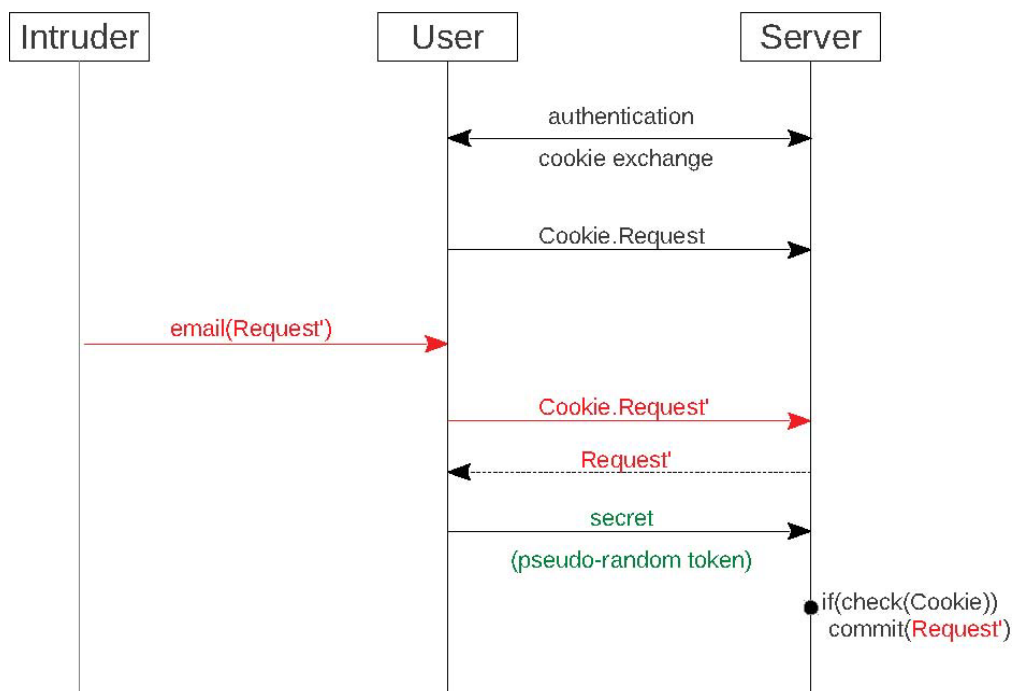 Intruder
User
Server
authentication
cookie exchange
Cookie.Request
email(Request')
Cookie.Request'
Request'
secret
(pseudo-random token)
if(check(Cookie))
commit(Request')